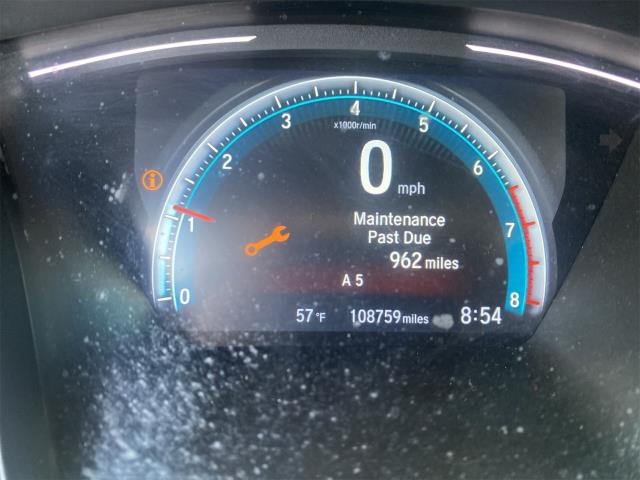 4
3 5
x1000r/min
2 6
0 mph
1 7
Maintenance
Past Due
962 miles
A 5
0 8
57 °F 108759 miles 8:54